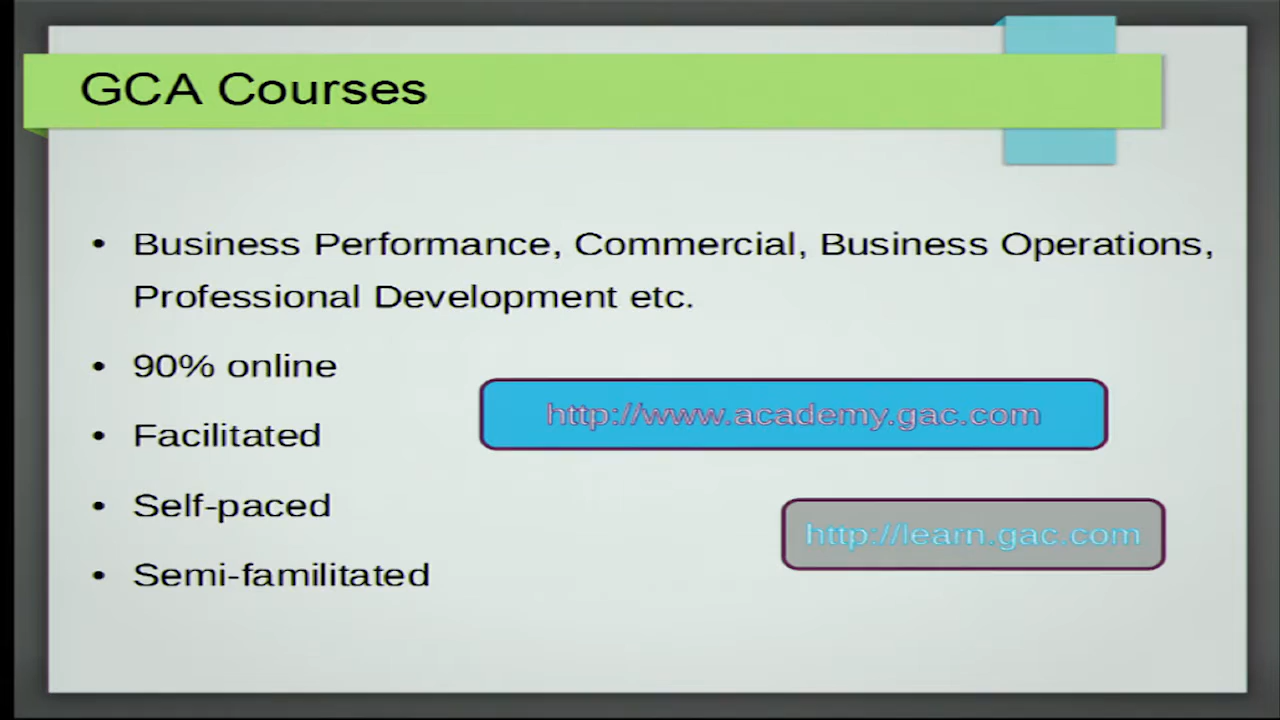 GCA Courses
• Business Performance, Commercial, Business Operations,
Professional Development etc.
• 90% online
http://www.academy.gac.com
• Facilitated
• Self-paced
http://learn.gac.com
• Semi-familitated